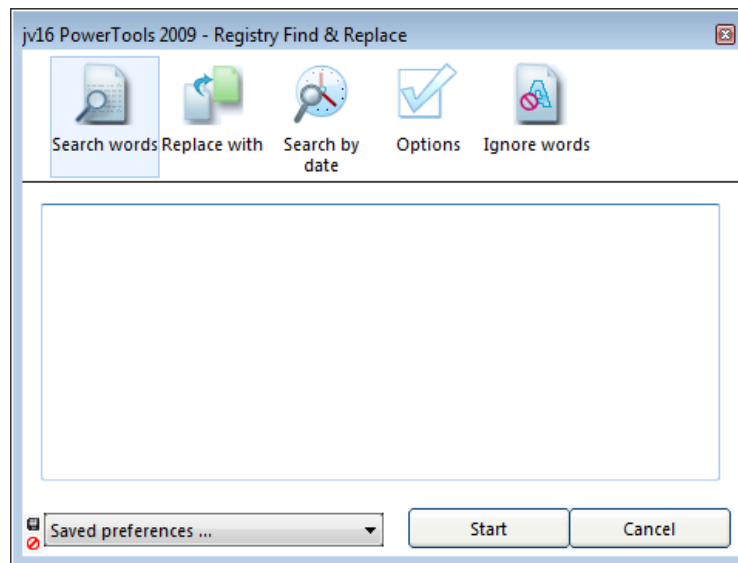 jv16 PowerTools 2009 - Registry Find & Replace
Search words Replace with Search by date Options Ignore words
Saved preferences ... Start Cancel